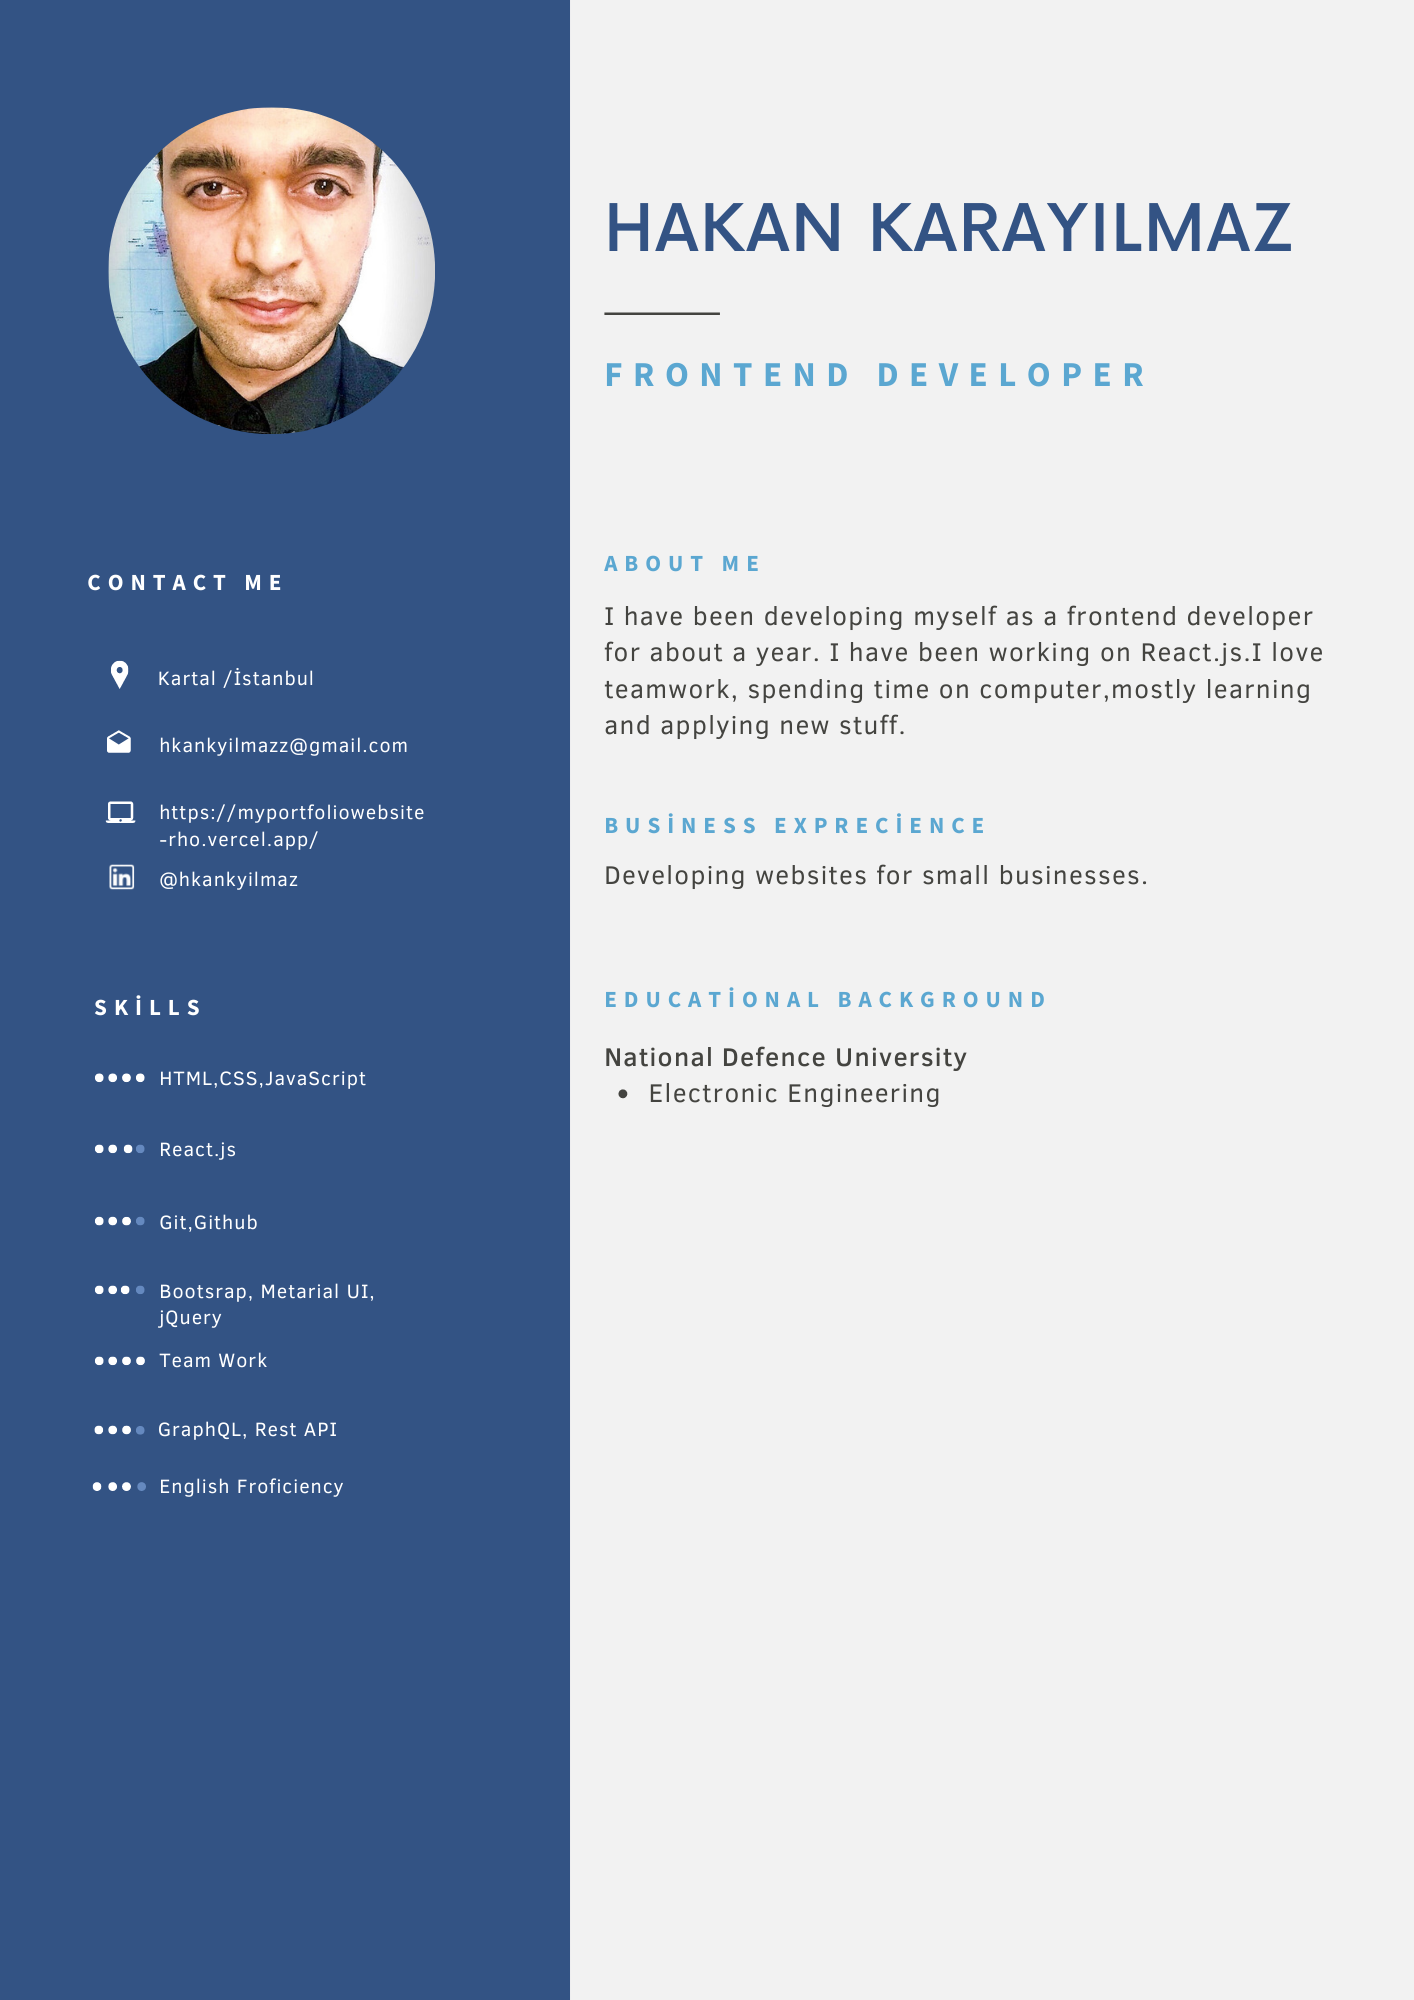 HAKAN KARAYILMAZ
FRONTEND DEVELOPER
CONTACT ME
Kartal /İstanbul
hkankyilmazz@gmail.com
https://myportfoliowebsite
-rho.vercel.app/
in
@hkankyilmaz
SKİLLS
HTML,CSS,JavaScript
React.js
Git,Github
Bootsrap, Metarial UI,
jQuery
Team Work
GraphQL, Rest API
English Froficiency
ABOUT ME
I have been developing myself as a frontend developer
for about a year. I have been working on React.js.I love
teamwork, spending time on computer,mostly learning
and applying new stuff.
BUSİNESS EXPRECİENCE
Developing websites for small businesses.
EDUCATİONAL BACKGROUND
National Defence University
• Electronic Engineering